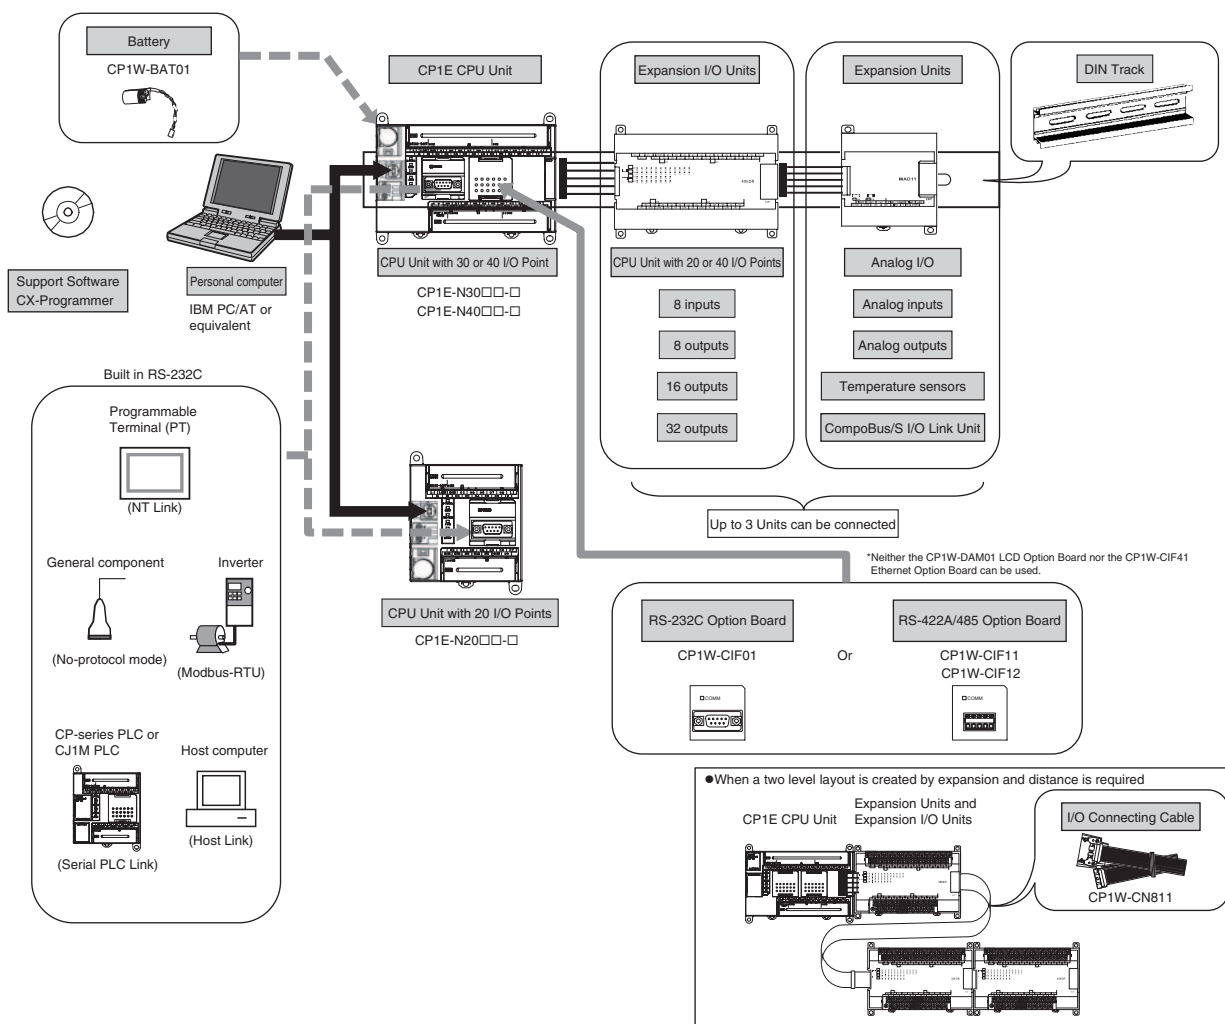 Battery
CP1W-BAT01
CP1E CPU Unit
Expansion I/O Units
Expansion Units
DIN Track
MAD11
CPU Unit with 30 or 40 I/O Point
CP1E-N30□□-□
CP1E-N40□□-□
CPU Unit with 20 or 40 I/O Points
8 inputs
8 outputs
16 outputs
32 outputs
Analog I/O
Analog inputs
Analog outputs
Temperature sensors
CompoBus/S I/O Link Unit
Up to 3 Units can be connected
Support Software
CX-Programmer
Personal computer
IBM PC/AT or
equivalent
Built in RS-232C
Programmable
Terminal (PT)
(NT Link)
General component
(No-protocol mode)
Inverter
(Modbus-RTU)
CP-series PLC or
CJ1M PLC
(Serial PLC Link)
Host computer
(Host Link)
CPU Unit with 20 I/O Points
CP1E-N20□□-□
*Neither the CP1W-DAM01 LCD Option Board nor the CP1W-CIF41
Ethernet Option Board can be used.
RS-232C Option Board
CP1W-CIF01
COMM
Or
RS-422A/485 Option Board
CP1W-CIF11
CP1W-CIF12
COMM
●When a two level layout is created by expansion and distance is required
CP1E CPU Unit
Expansion Units and
Expansion I/O Units
I/O Connecting Cable
CP1W-CN811